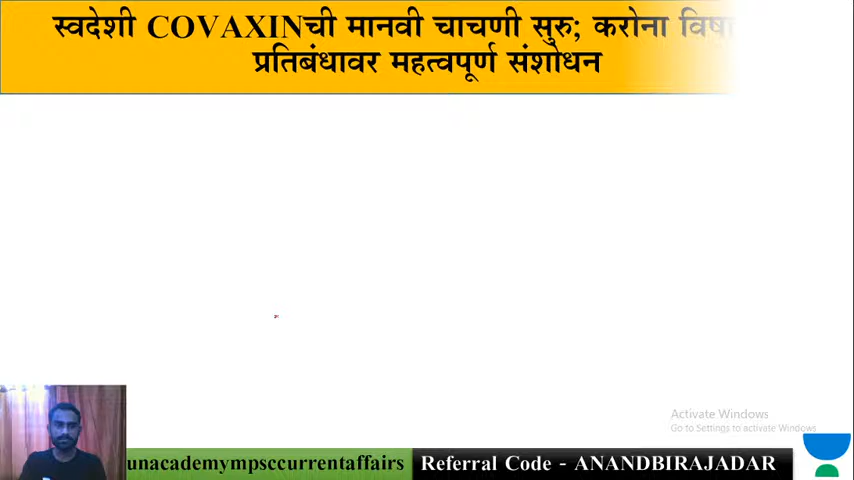 स्वदेशी COVAXINची मानवी चाचणी सुरु; करोना
प्रतिबंधावर महत्वपूर्ण संशोधन
Activate Windows
Go to Settings to activate Windows.
unacademympsccurrentaffairs
Referral Code - ANANDBIRAJADAR